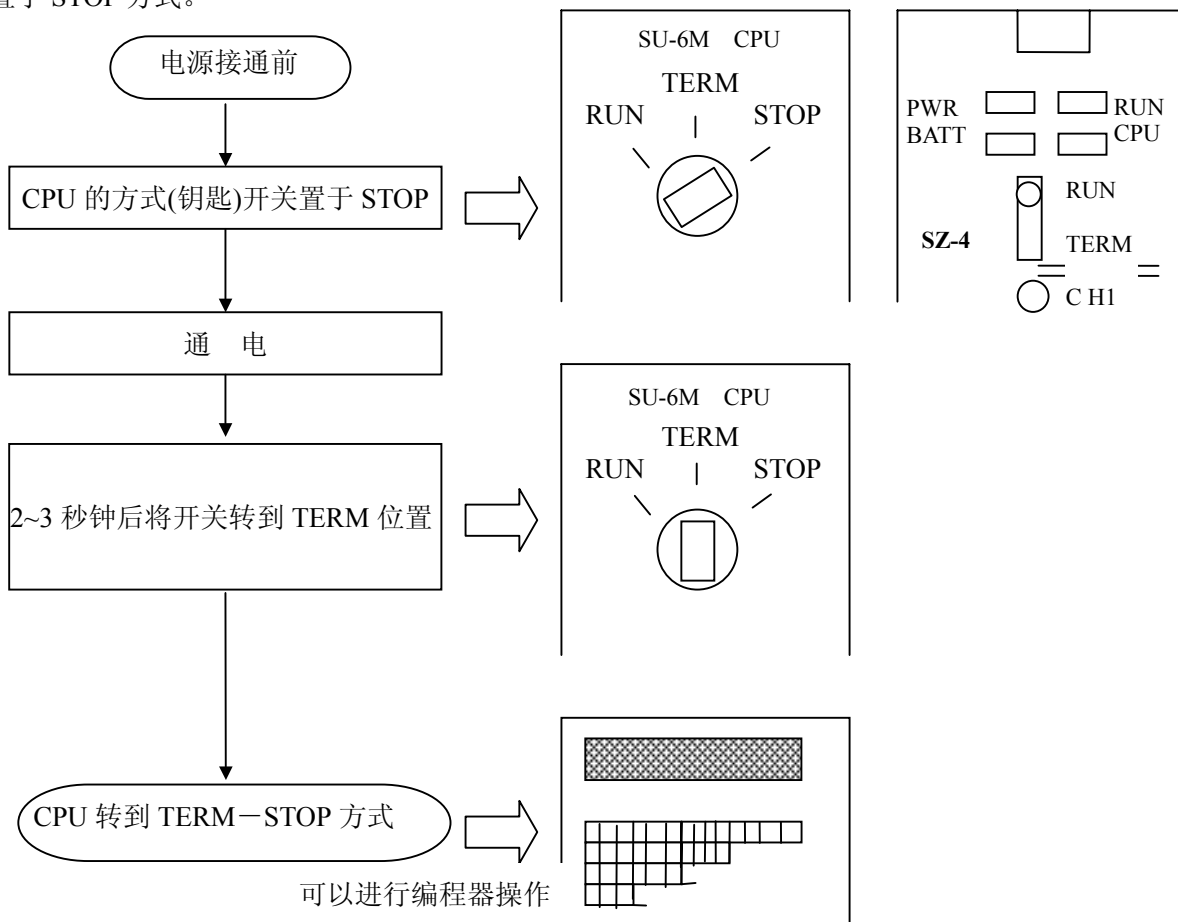 置于 STOP 方式。
电源接通前
CPU 的方式(钥匙)开关置于 STOP
通 电
2~3 秒钟后将开关转到 TERM 位置
CPU 转到 TERM－STOP 方式
可以进行编程器操作
SU-6M CPU
TERM
RUN STOP
SU-6M CPU
TERM
RUN STOP
PWR RUN
BATT CPU
RUN
SZ-4 TERM
C H1